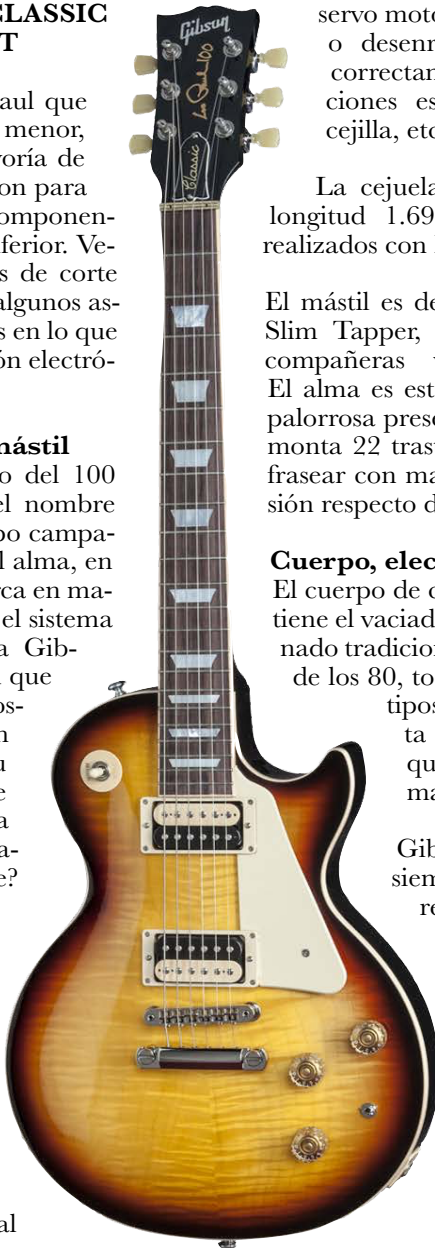 CLASSIC
T
aul que
menor,
oría de
on para
omponen-
ferior. Ve-
s de corte
algunos as-
s en lo que
ón electró-
mástil
o del 100
el nombre
po campa-
l alma, en
rca en ma-
el sistema
a Gib-
que
os-
n
u
e
a
a-
e?
al
Gibson
Les Paul 100
Classic
servo moto
o desenr
correctam
ciones es
cejilla, etc
La cejuela
longitud 1.69
realizados con l
El mástil es de
Slim Tapper,
compañeras
El alma es est
palorrosa prese
monta 22 tras
frasear con ma
sión respecto d
Cuerpo, elec
El cuerpo de c
tiene el vaciad
nado tradicion
de los 80, to
tipos
ta
qu
ma
Gib
siem
re